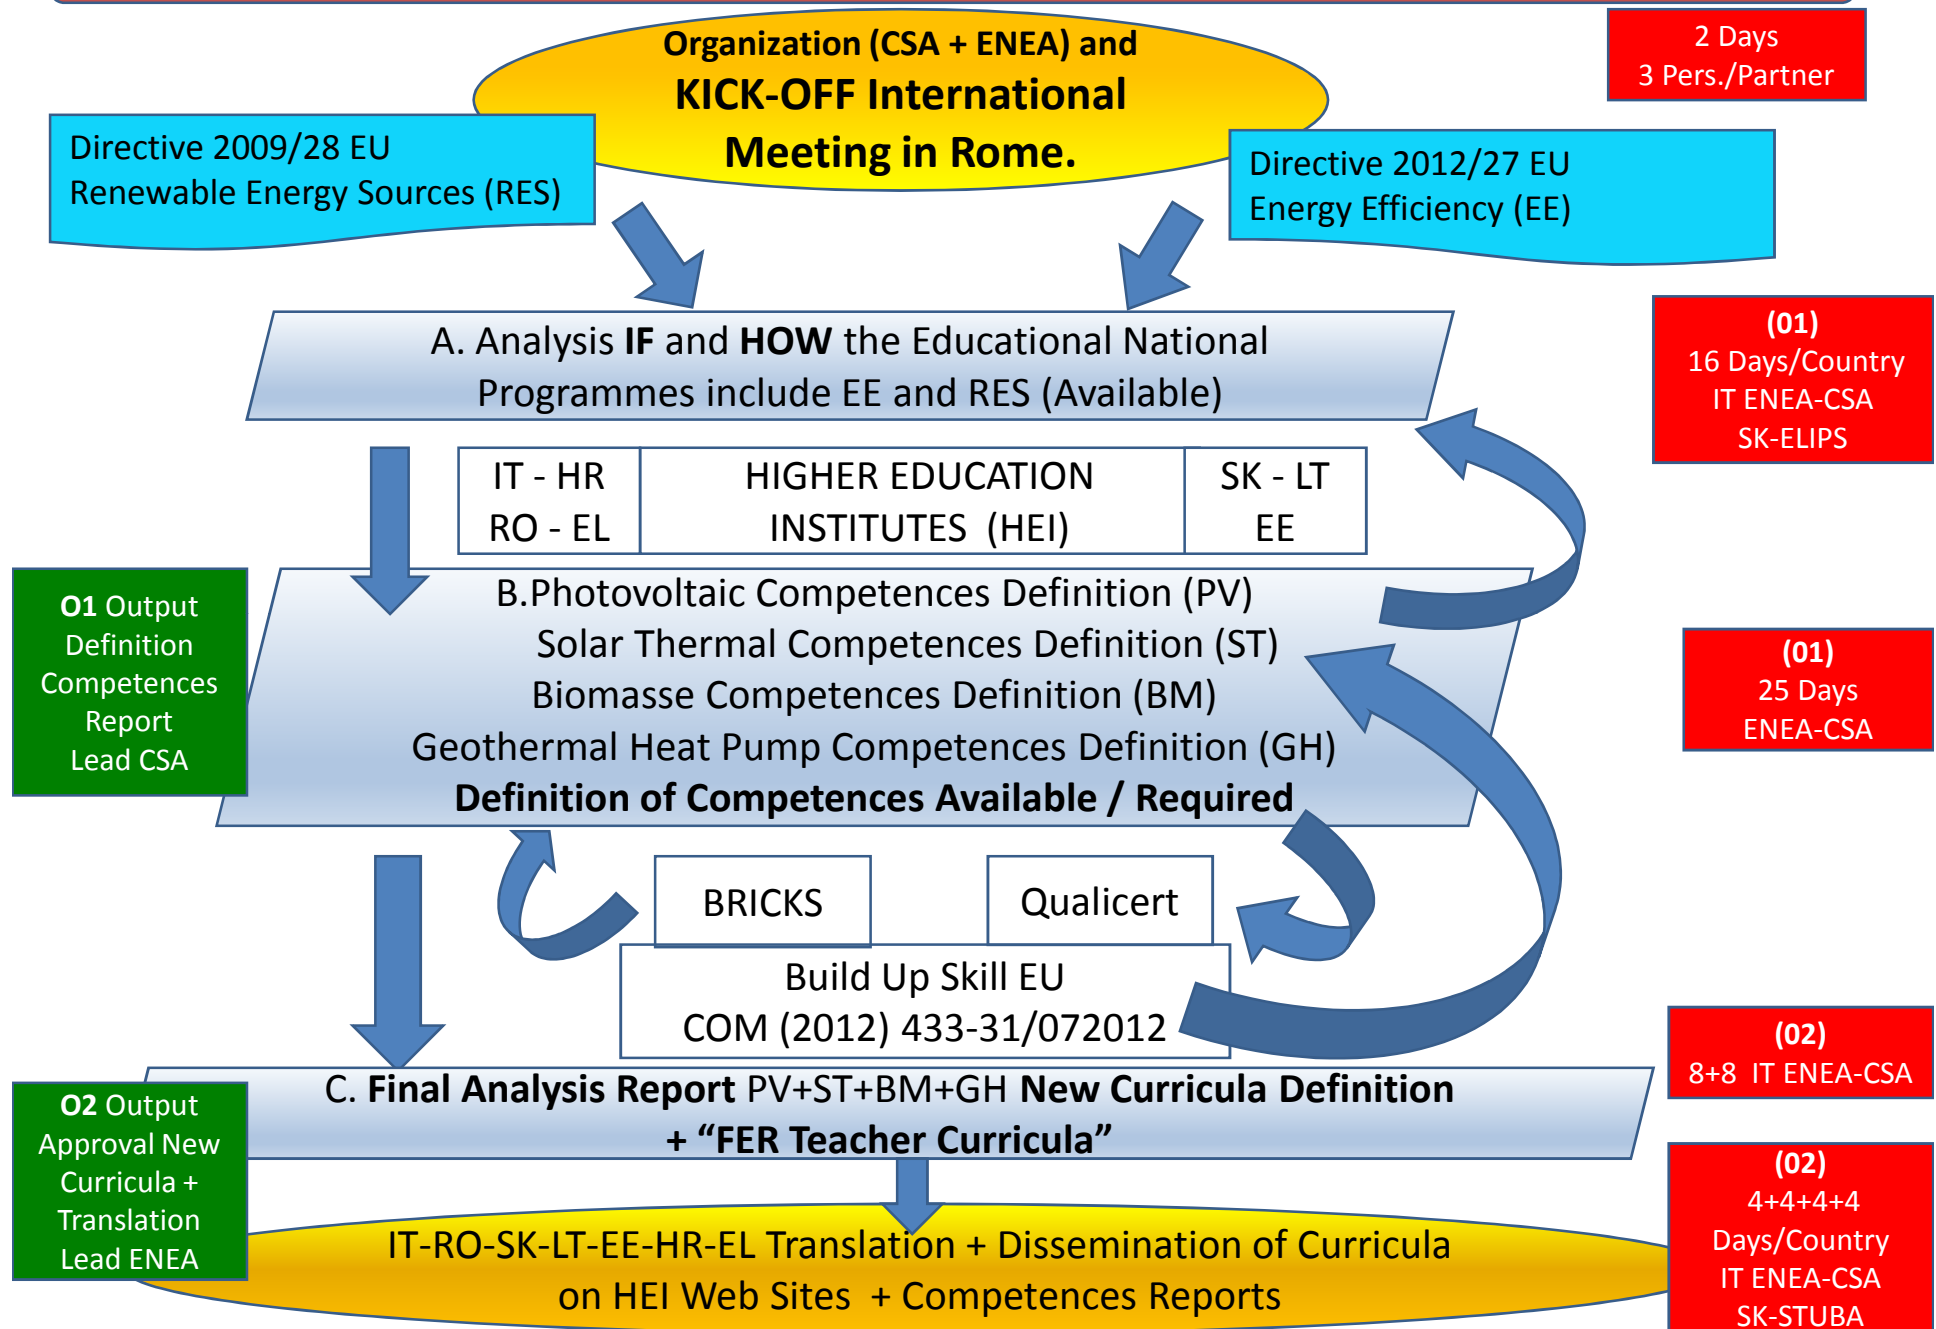 Organization (CSA + ENEA) and
KICK-OFF International
Meeting in Rome.
2 Days
3 Pers./Partner
Directive 2009/28 EU
Renewable Energy Sources (RES)
Directive 2012/27 EU
Energy Efficiency (EE)
A. Analysis IF and HOW the Educational National
Programmes include EE and RES (Available)
(01)
16 Days/Country
IT ENEA-CSA
SK-ELIPS
IT - HR
RO - EL
HIGHER EDUCATION
INSTITUTES (HEI)
SK - LT
EE
O1 Output
Definition
Competences
Report
Lead CSA
B.Photovoltaic Competences Definition (PV)
Solar Thermal Competences Definition (ST)
Biomasse Competences Definition (BM)
Geothermal Heat Pump Competences Definition (GH)
Definition of Competences Available / Required
(01)
25 Days
ENEA-CSA
BRICKS
Qualicert
Build Up Skill EU
COM (2012) 433-31/072012
(02)
8+8 IT ENEA-CSA
O2 Output
Approval New
Curricula +
Translation
Lead ENEA
C. Final Analysis Report PV+ST+BM+GH New Curricula Definition
+ “FER Teacher Curricula”
(02)
4+4+4+4
Days/Country
IT ENEA-CSA
SK-STUBA
IT-RO-SK-LT-EE-HR-EL Translation + Dissemination of Curricula
on HEI Web Sites + Competences Reports